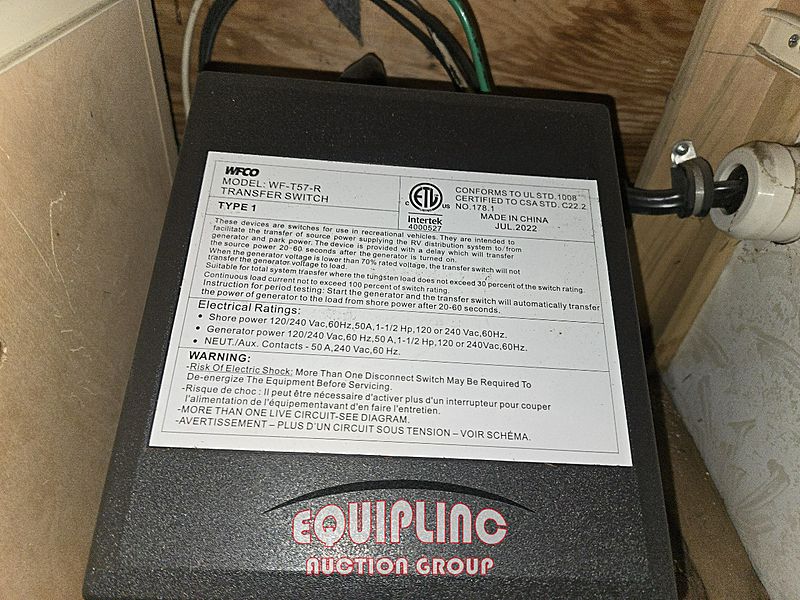 WFCO
MODEL: WF-T57-R
TRANSFER SWITCH
TYPE 1
ETL
C US
Intertek
4000527
CONFORMS TO UL STD.1008
CERTIFIED TO CSA STD. C22.2
NO.178.1
MADE IN CHINA
JUL.2022
These devices are switches for use in recreational vehicles. They are intended to
facilitate the transfer of source power supplying the RV distribution system to/from
generator and park power. The device is provided with a delay which will transfer
the source power 20-60 seconds after the generator is turned on.
When the generator voltage is lower than 70% rated voltage, the transfer switch will not
transfer the generator voltage to load.
Suitable for total system transfer where the tungsten load does not exceed 30 percent of the switch rating.
Continuous load current not to exceed 100 percent of switch rating.
Instruction for period testing: Start the generator and the transfer switch will automatically transfer
the power of generator to the load from shore power after 20-60 seconds.
Electrical Ratings:
• Shore power 120/240 Vac,60Hz,50A,1-1/2 Hp,120 or 240 Vac,60Hz.
• Generator power 120/240 Vac,60 Hz,50 A,1-1/2 Hp,120 or 240Vac,60Hz.
• NEUT./Aux. Contacts - 50 A,240 Vac,60 Hz.
WARNING:
-Risk Of Electric Shock: More Than One Disconnect Switch May Be Required To
De-energize The Equipment Before Servicing.
-Risque de choc : Il peut être nécessaire d'activer plus d'un interrupteur pour couper
l'alimentation de l'équipementavant d'en faire l'entretien.
-MORE THAN ONE LIVE CIRCUIT-SEE DIAGRAM.
-AVERTISSEMENT – PLUS D'UN CIRCUIT SOUS TENSION – VOIR SCHÉMA.
EQUIPLINC
AUCTION GROUP